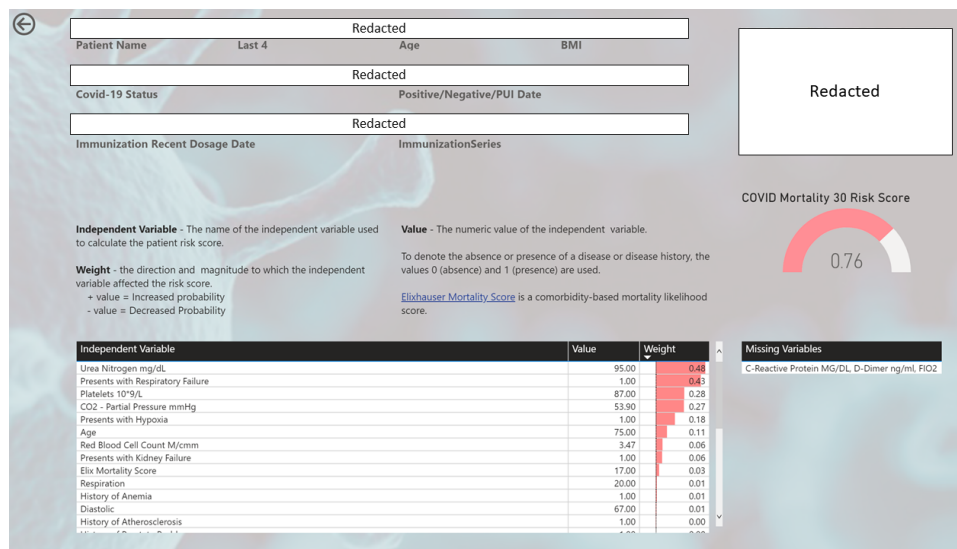 Redacted
Patient Name Last 4 Age BMI
Redacted
Covid-19 Status Positive/Negative/PUI Date
Redacted
Immunization Recent Dosage Date ImmunizationSeries
Redacted
COVID Mortality 30 Risk Score
0.76
Independent Variable - The name of the independent variable used
to calculate the patient risk score.
Weight - the direction and magnitude to which the independent
variable affected the risk score.
+ value = Increased probability
- value = Decreased Probability
Value - The numeric value of the independent variable.
To denote the absence or presence of a disease or disease history, the
values 0 (absence) and 1 (presence) are used.
Elixhauser Mortality Score is a comorbidity-based mortality likelihood
score.
Independent Variable Value Weight
Urea Nitrogen mg/dL 95.00 0.48
Presents with Respiratory Failure 1.00 0.43
Platelets 10*9/L 87.00 0.28
CO2 - Partial Pressure mmHg 53.90 0.27
Presents with Hypoxia 1.00 0.18
Age 75.00 0.11
Red Blood Cell Count M/cmm 3.47 0.06
Presents with Kidney Failure 1.00 0.06
Elix Mortality Score 17.00 0.03
Respiration 20.00 0.01
History of Anemia 1.00 0.01
Diastolic 67.00 0.01
History of Atherosclerosis 1.00 0.00
Missing Variables
C-Reactive Protein MG/DL, D-Dimer ng/ml, FIO2